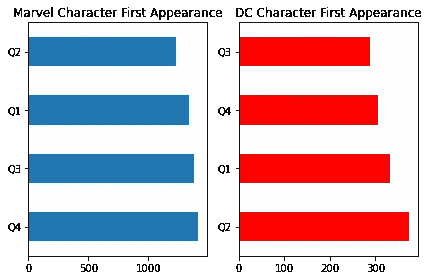 Marvel Character First Appearance
Q2
Q1
Q3
Q4
0 500 1000
DC Character First Appearance
Q3
Q4
Q1
Q2
0 100 200 300